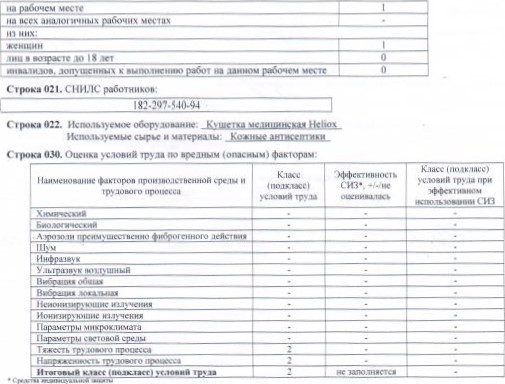 на рабочем месте 1
на всех аналогичных рабочих местах -
из них:
женщин 1
лиц в возрасте до 18 лет 0
инвалидов, допущенных к выполнению работ на данном рабочем месте 0
Строка 021. СНИЛС работников:
182-297-540-94
Строка 022. Используемое оборудование: Кушетка медицинская Heliox
Используемые сырье и материалы: Кожные антисептики
Строка 030. Оценка условий труда по вредным (опасным) факторам:
Наименование факторов производственной среды и трудового процесса Класс (подкласс) условий труда Эффективность СИЗ*, +/-/не оценивалась Класс (подкласс) условий труда при эффективном использовании СИЗ
Химический - - -
Биологический - - -
Аэрозоли преимущественно фиброгенного действия - - -
Шум - - -
Инфразвук - - -
Ультразвук воздушный - - -
Вибрация общая - - -
Вибрация локальная - - -
Неионизирующие излучения - - -
Ионизирующие излучения - - -
Параметры микроклимата - - -
Параметры световой среды - - -
Тяжесть трудового процесса 2 - -
Напряженность трудового процесса 2 - -
Итоговый класс (подкласс) условий труда 2 не заполняется -
* Средства индивидуальной защиты